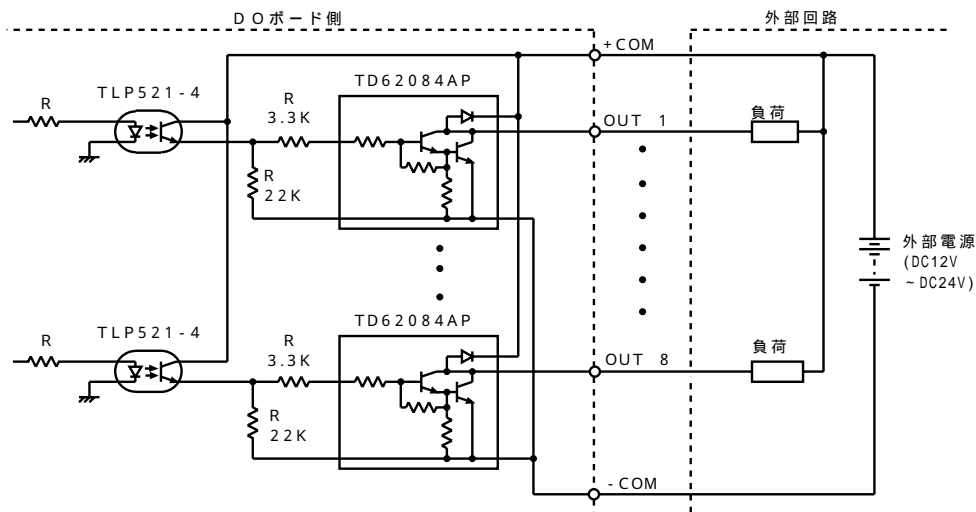 DOボード側
外部回路
+COM
TLP521-4
R
R
3.3K
TD62084AP
OUT 1
負荷
R
22K
外部電源
(DC12V
~DC24V)
TLP521-4
R
R
3.3K
TD62084AP
OUT 8
負荷
R
22K
-COM